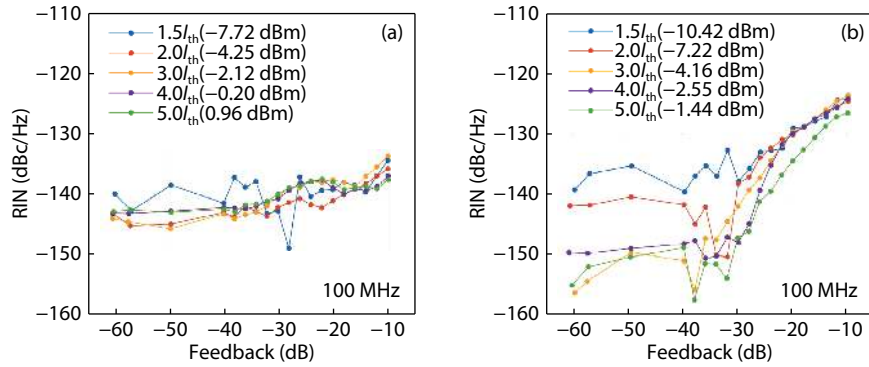 (a)
1.5Ith(−7.72 dBm)
2.0Ith(−4.25 dBm)
3.0Ith(−2.12 dBm)
4.0Ith(−0.20 dBm)
5.0Ith(0.96 dBm)
RIN (dBc/Hz)
−110
−120
−130
−140
−150
−160
100 MHz
−60 −50 −40 −30 −20 −10
Feedback (dB)
(b)
1.5Ith(−10.42 dBm)
2.0Ith(−7.22 dBm)
3.0Ith(−4.16 dBm)
4.0Ith(−2.55 dBm)
5.0Ith(−1.44 dBm)
RIN (dBc/Hz)
−110
−120
−130
−140
−150
−160
100 MHz
−60 −50 −40 −30 −20 −10
Feedback (dB)